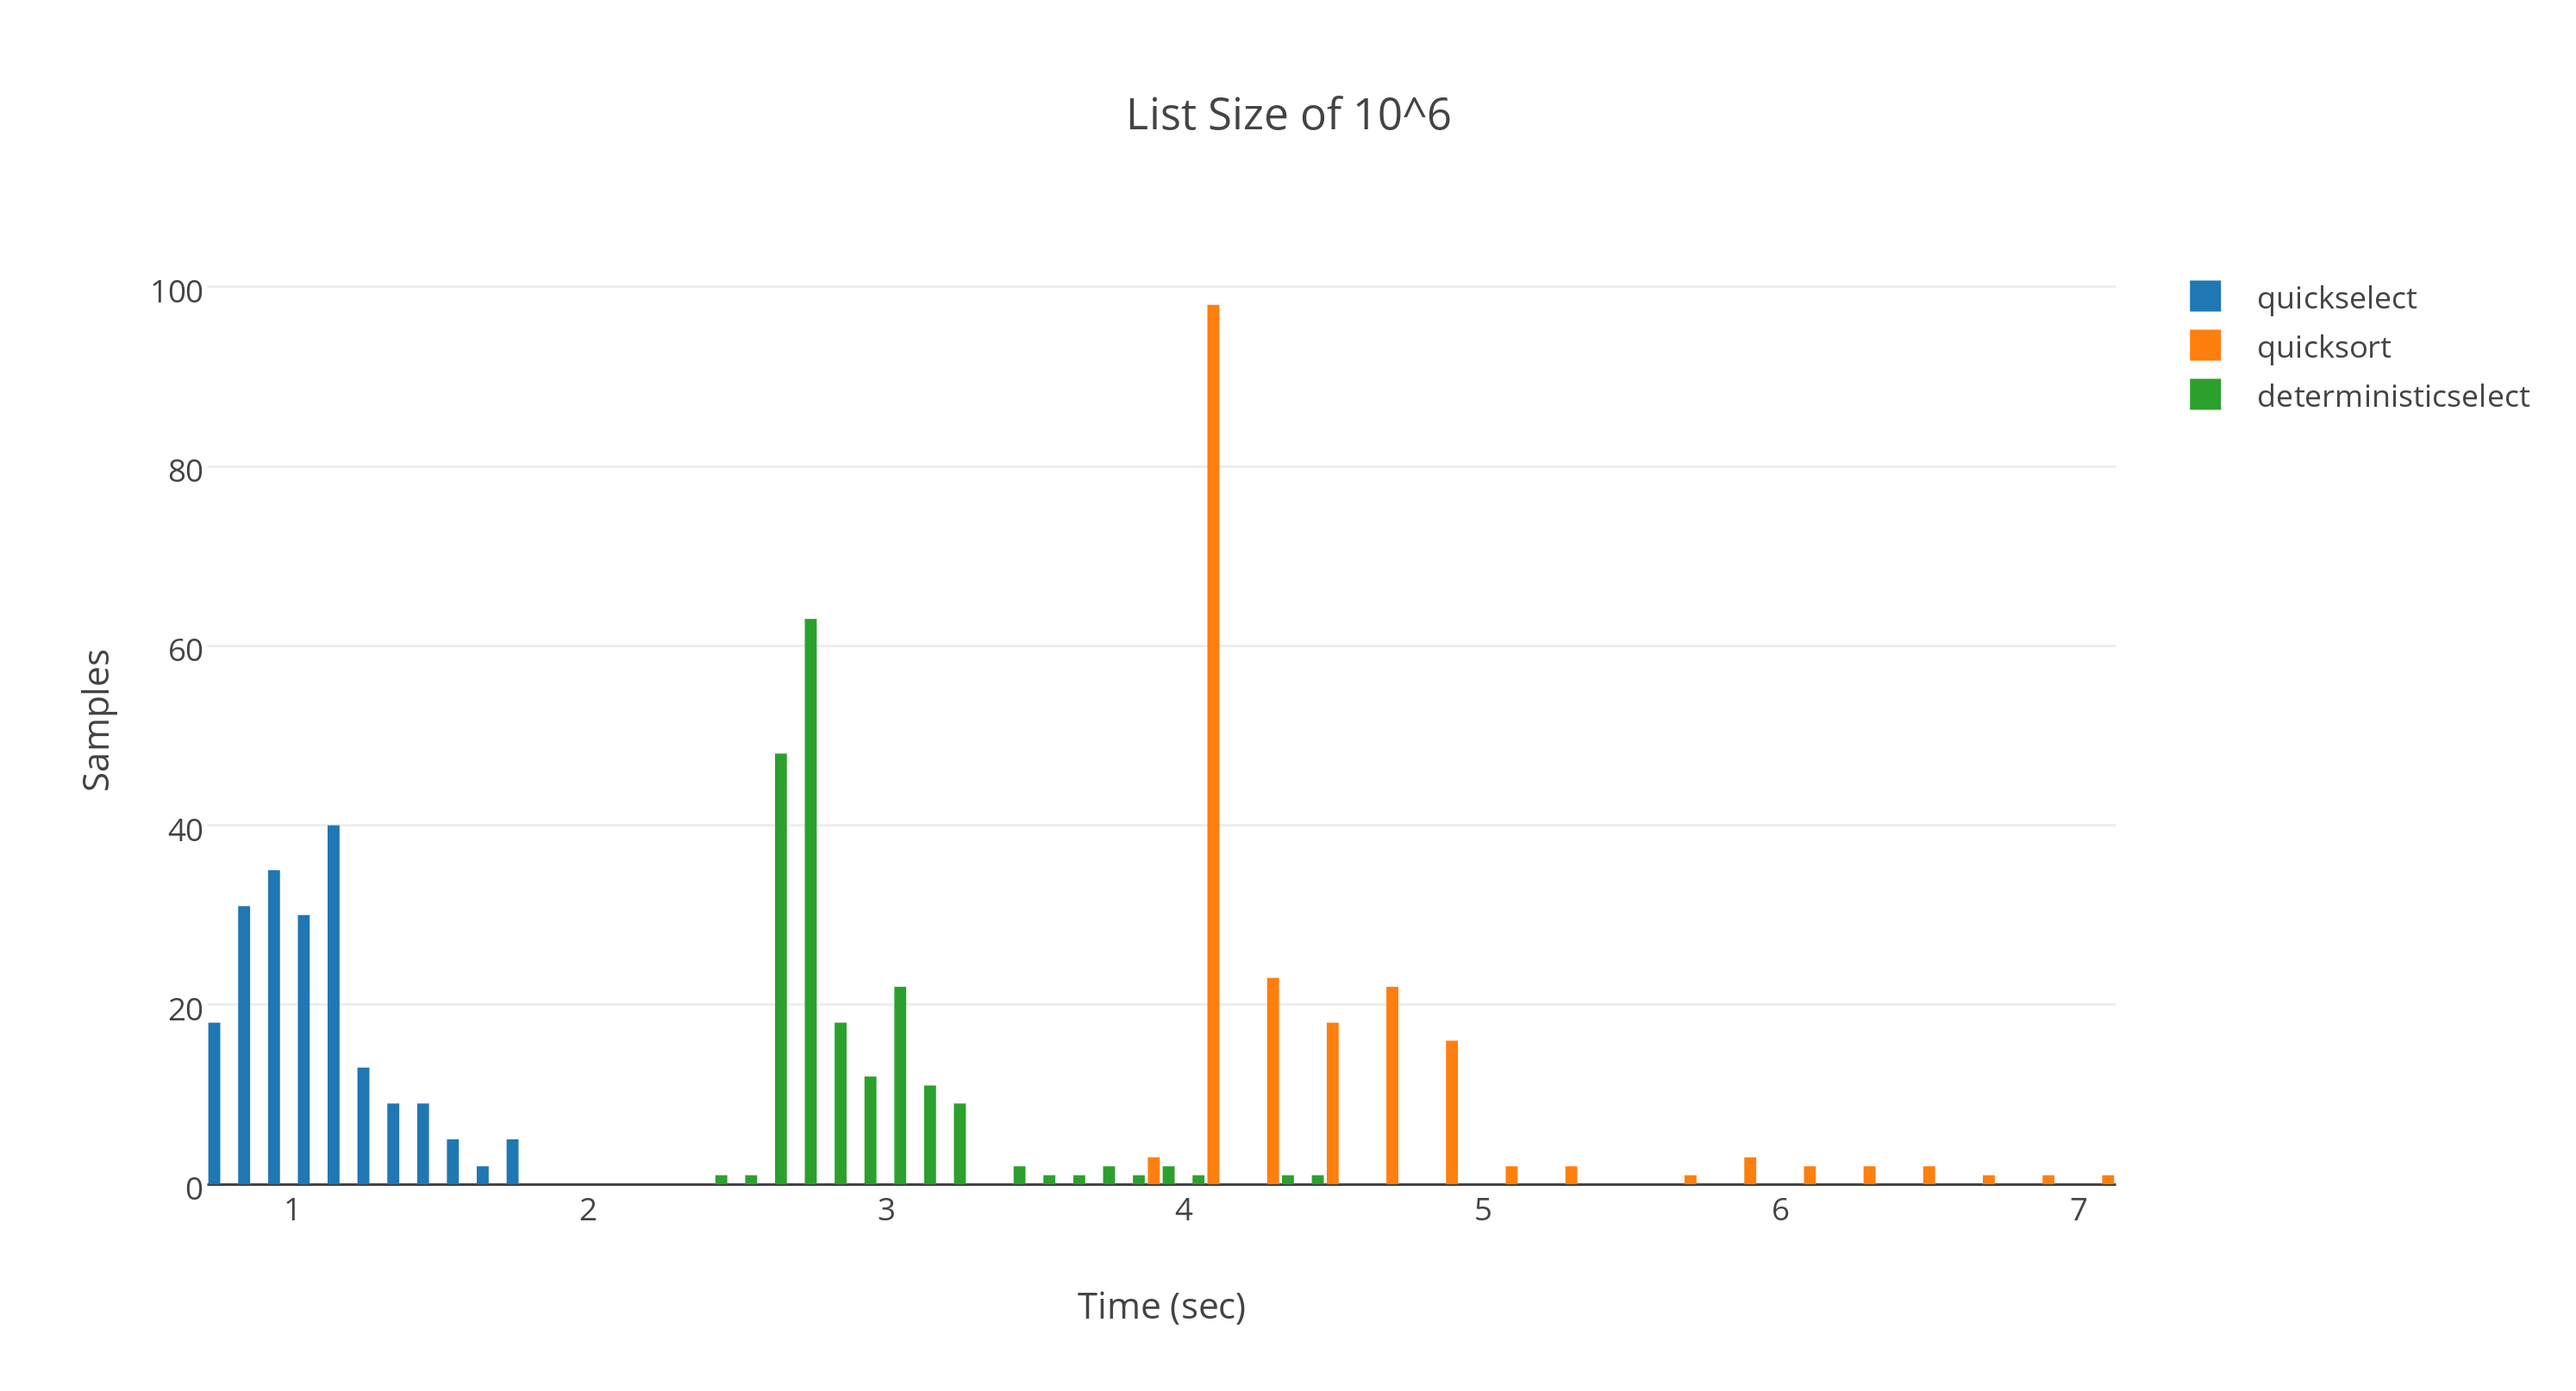 List Size of 10^6
100
80
60
40
20
0
Samples
1 2 3 4 5 6 7
Time (sec)
quickselect
quicksort
deterministicselect